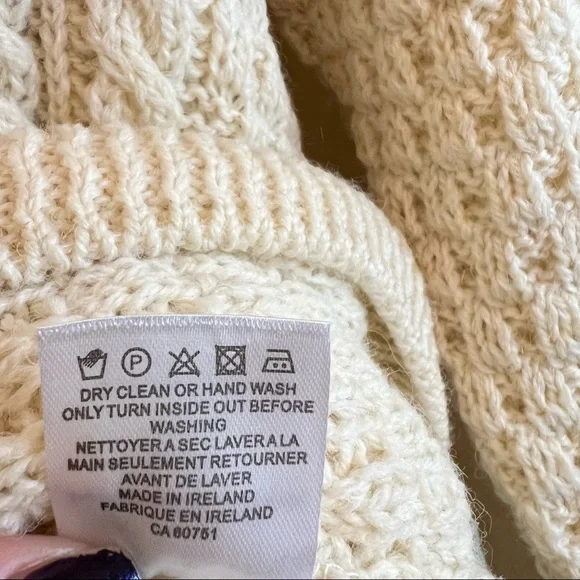 P
DRY CLEAN OR HAND WASH
ONLY TURN INSIDE OUT BEFORE
WASHING
NETTOYER A SEC LAVER A LA
MAIN SEULEMENT RETOURNER
AVANT DE LAVER
MADE IN IRELAND
FABRIQUE EN IRELAND
CA 60751